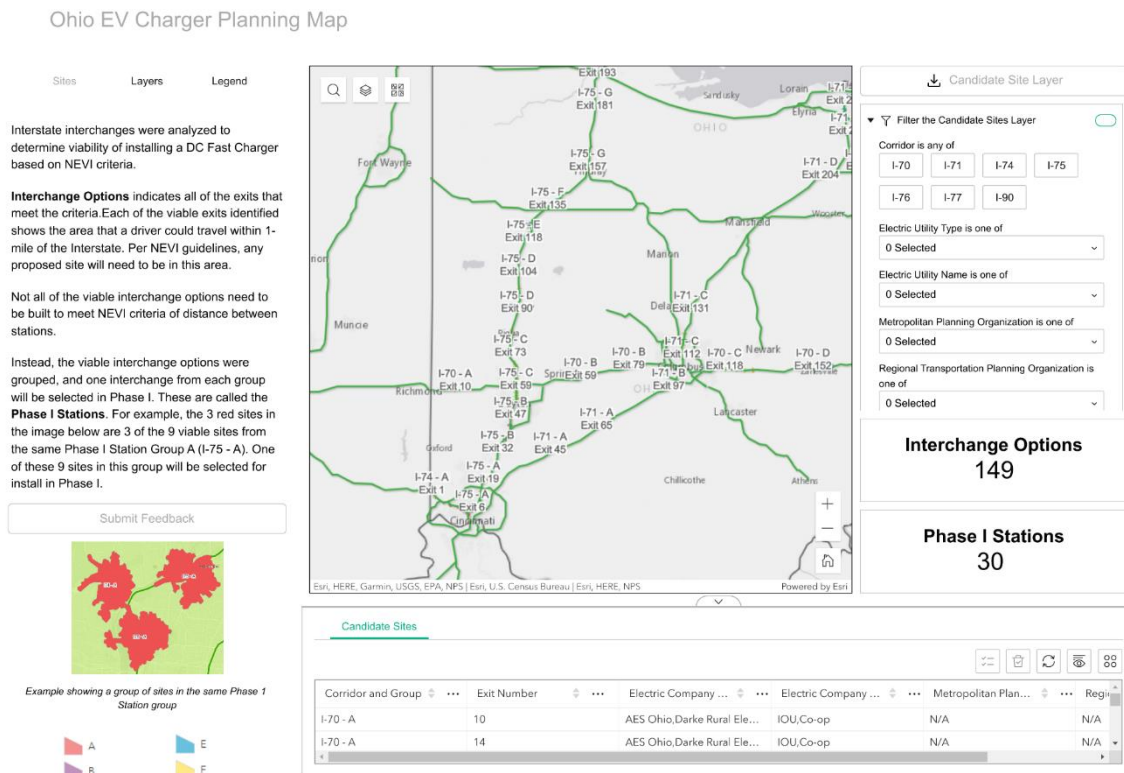 Ohio EV Charger Planning Map
Sites
Layers
Legend
Interstate interchanges were analyzed to
determine viability of installing a DC Fast Charger
based on NEVI criteria.
Interchange Options indicates all of the exits that
meet the criteria.Each of the viable exits identified
shows the area that a driver could travel within 1-
mile of the Interstate. Per NEVI guidelines, any
proposed site will need to be in this area.
Not all of the viable interchange options need to
be built to meet NEVI criteria of distance between
stations.
Instead, the viable interchange options were
grouped, and one interchange from each group
will be selected in Phase I. These are called the
Phase I Stations. For example, the 3 red sites in
the image below are 3 of the 9 viable sites from
the same Phase I Station Group A (I-75 - A). One
of these 9 sites in this group will be selected for
install in Phase I.
Submit Feedback
Example showing a group of sites in the same Phase 1
Station group
A
E
B
F
Exit 193
I-75 - G
Exit 181
Sandusky
Lorain
Elyria
OHIO
Fort Wayne
I-75 - G
Exit 157
I-71 - D
Exit 204
I-75 - F
Exit 135
Wooster
Mansfield
I-75 - E
Exit 118
Marion
I-75 - D
Exit 104
I-75 - D
Exit 90
I-71 - C
Exit 131
Muncie
I-75 - C
Exit 73
I-71 - C
Exit 112
Newark
I-70 - B
Exit 79
I-70 - C
Exit 118
I-70 - D
Exit 152
I-70 - B
Exit 59
I-70 - A
Exit 10
I-75 - C
Exit 59
I-71 - B
Exit 97
Richmond
I-75 - B
Exit 47
I-71 - A
Exit 65
Lancaster
Oxford
I-75 - B
Exit 32
I-71 - A
Exit 45
I-75 - A
Exit 19
I-74 - A
Exit 1
I-75 - A
Exit 6
Cincinnati
Chillicothe
Athens
Esri, HERE, Garmin, USGS, EPA, NPS | Esri, U.S. Census Bureau | Esri, HERE, NPS
Powered by Esri
Candidate Site Layer
Filter the Candidate Sites Layer
Corridor is any of
I-70
I-71
I-74
I-75
I-76
I-77
I-90
Electric Utility Type is one of
0 Selected
Electric Utility Name is one of
0 Selected
Metropolitan Planning Organization is one of
0 Selected
Regional Transportation Planning Organization is
one of
0 Selected
Interchange Options
149
Phase I Stations
30
Candidate Sites
Corridor and Group
Exit Number
Electric Company ...
Electric Company ...
Metropolitan Plan...
Regi
I-70 - A
10
AES Ohio,Darke Rural Ele...
IOU,Co-op
N/A
N/A
I-70 - A
14
AES Ohio,Darke Rural Ele...
IOU,Co-op
N/A
N/A